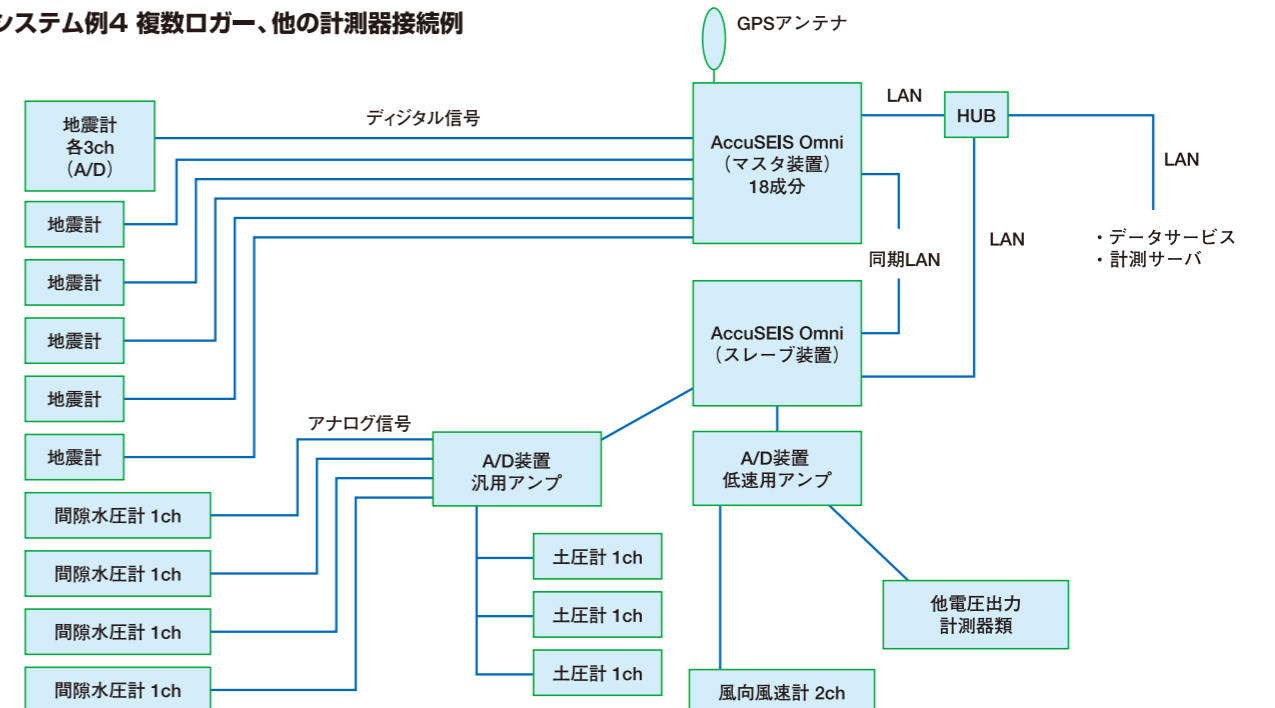 システム例4 複数ロガー、他の計測器接続例
GPSアンテナ
地震計
各3ch
（A/D）
ディジタル信号
AccuSEIS Omni
（マスタ装置）
18成分
LAN
HUB
LAN
地震計
地震計
地震計
地震計
地震計
同期LAN
LAN
・データサービス
・計測サーバ
AccuSEIS Omni
（スレーブ装置）
アナログ信号
A/D装置
汎用アンプ
A/D装置
低速用アンプ
間隙水圧計 1ch
間隙水圧計 1ch
間隙水圧計 1ch
間隙水圧計 1ch
土圧計 1ch
土圧計 1ch
土圧計 1ch
他電圧出力
計測器類
風向風速計 2ch